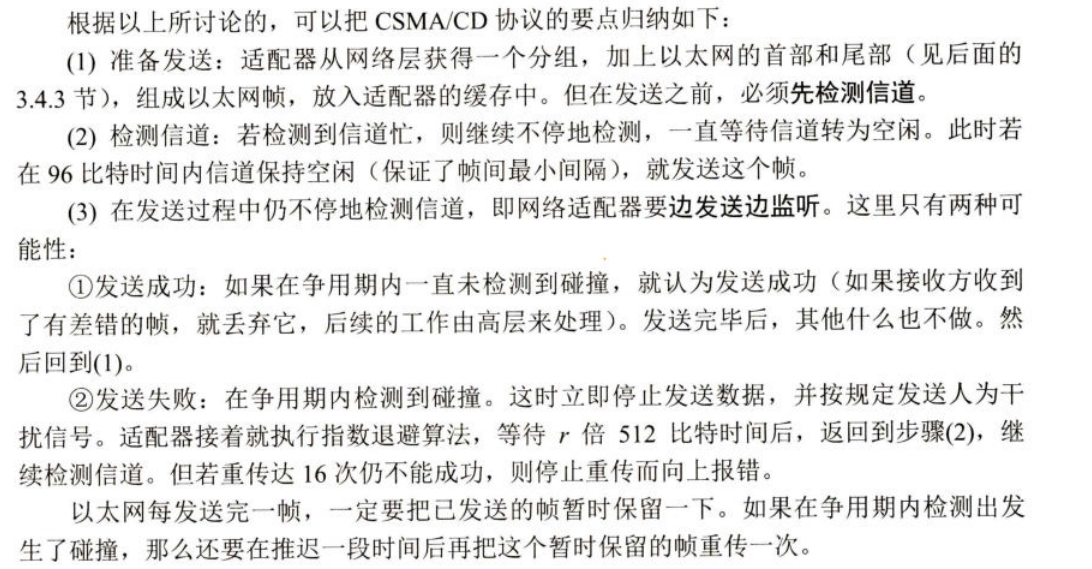 根据以上所讨论的，可以把 CSMA/CD 协议的要点归纳如下：
(1) 准备发送：适配器从网络层获得一个分组，加上以太网的首部和尾部（见后面的
3.4.3 节），组成以太网帧，放入适配器的缓存中。但在发送之前，必须先检测信道。
(2) 检测信道：若检测到信道忙，则继续不停地检测，一直等待信道转为空闲。此时若
在 96 比特时间内信道保持空闲（保证了帧间最小间隔），就发送这个帧。
(3) 在发送过程中仍不停地检测信道，即网络适配器要边发送边监听。这里只有两种可
能性：
①发送成功：如果在争用期内一直未检测到碰撞，就认为发送成功（如果接收方收到
了有差错的帧，就丢弃它，后续的工作由高层来处理）。发送完毕后，其他什么也不做。然
后回到(1)。
②发送失败：在争用期内检测到碰撞。这时立即停止发送数据，并按规定发送人为干
扰信号。适配器接着就执行指数退避算法，等待 r 倍 512 比特时间后，返回到步骤(2)，继
续检测信道。但若重传达 16 次仍不能成功，则停止重传而向上报错。
以太网每发送完一帧，一定要把已发送的帧暂时保留一下。如果在争用期内检测出发
生了碰撞，那么还要在推迟一段时间后再把这个暂时保留的帧重传一次。